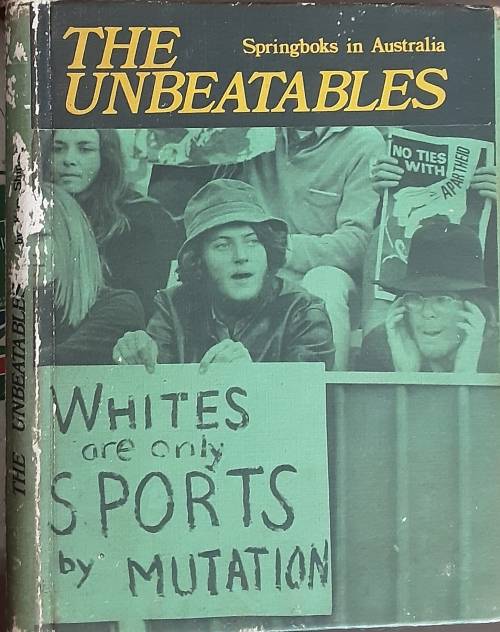 THE
UNBEATABLES
Springboks in Australia
NO TIES
WITH
APARTHEID
WHITES
are only
SPORTS
by MUTATION
THE UNBEATABLES